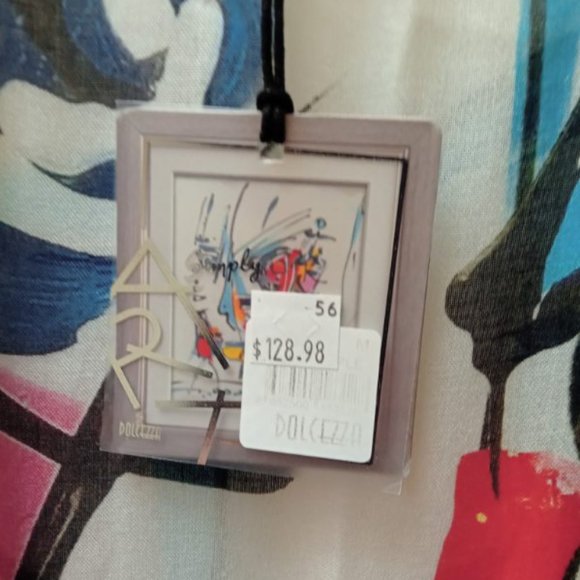 Simply
ART
DOLCEZZA
56
$128.98
M
DOLCEZZA